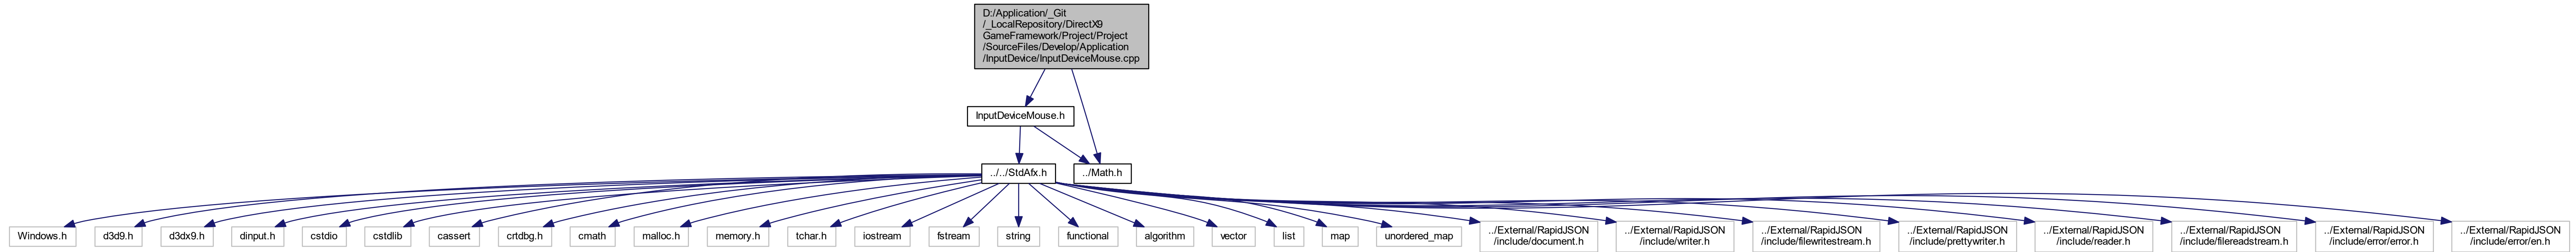 D:/Application/_Git
/_LocalRepository/DirectX9
GameFramework/Project/Project
/SourceFiles/Develop/Application
/InputDevice/InputDeviceMouse.cpp
InputDeviceMouse.h
../../StdAfx.h
../Math.h
Windows.h
d3d9.h
d3dx9.h
dinput.h
cstdio
cstdlib
cassert
crtdbg.h
cmath
malloc.h
memory.h
tchar.h
iostream
fstream
string
functional
algorithm
vector
list
map
unordered_map
../External/RapidJSON
/include/document.h
../External/RapidJSON
/include/writer.h
../External/RapidJSON
/include/filewritestream.h
../External/RapidJSON
/include/prettywriter.h
../External/RapidJSON
/include/reader.h
../External/RapidJSON
/include/filereadstream.h
../External/RapidJSON
/include/error/error.h
../External/RapidJSON
/include/error/en.h